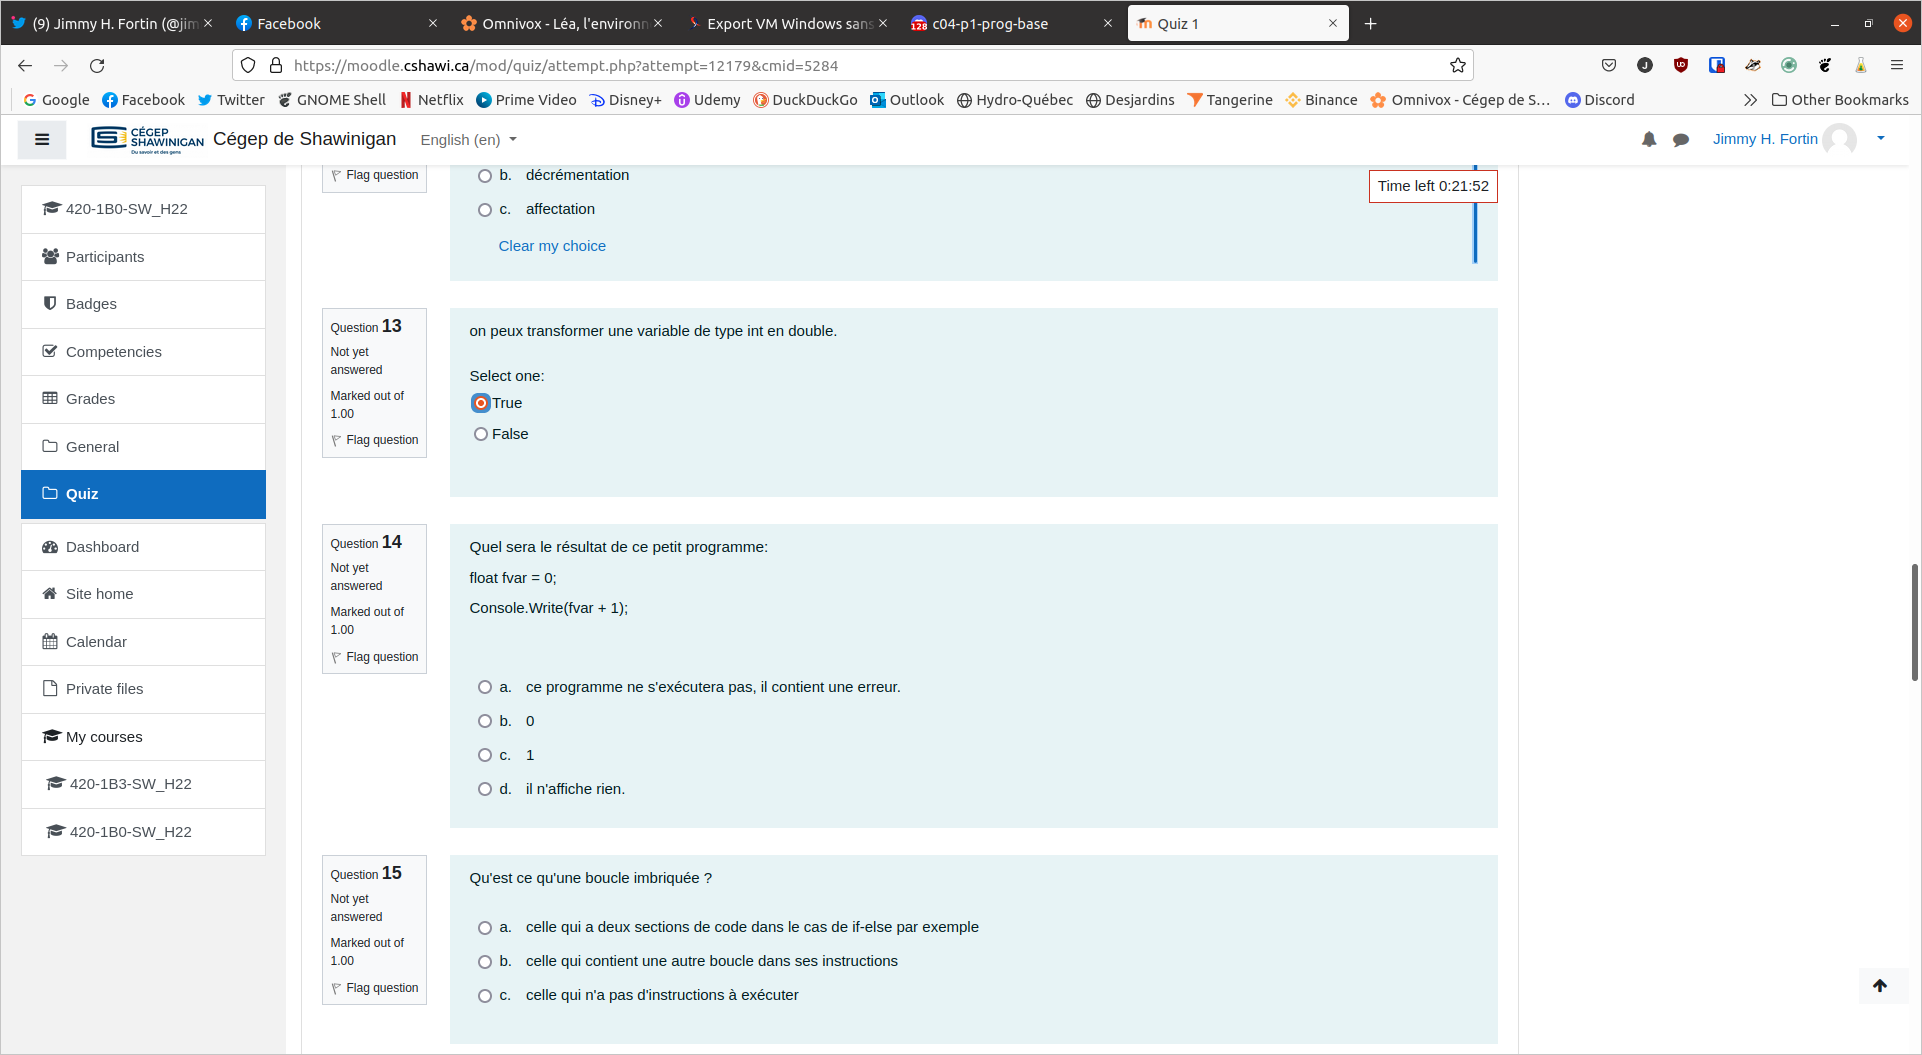 (9) Jimmy H. Fortin (@jim
Facebook
Omnivox - Léa, l'environn
Export VM Windows sans
c04-p1-prog-base
Quiz 1
https://moodle.cshawi.ca/mod/quiz/attempt.php?attempt=12179&cmid=5284
Google
Facebook
Twitter
GNOME Shell
Netflix
Prime Video
Disney+
Udemy
DuckDuckGo
Outlook
Hydro-Québec
Desjardins
Tangerine
Binance
Omnivox - Cégep de S...
Discord
Other Bookmarks
CÉGEP
SHAWINIGAN
Du savoir et des gens
Cégep de Shawinigan
English (en)
Jimmy H. Fortin
420-1B0-SW_H22
Participants
Badges
Competencies
Grades
General
Quiz
Dashboard
Site home
Calendar
Private files
My courses
420-1B3-SW_H22
420-1B0-SW_H22
Flag question
b. décrémentation
c. affectation
Clear my choice
Time left 0:21:52
Question 13
Not yet
answered
Marked out of
1.00
Flag question
on peux transformer une variable de type int en double.
Select one:
True
False
Question 14
Not yet
answered
Marked out of
1.00
Flag question
Quel sera le résultat de ce petit programme:
float fvar = 0;
Console.Write(fvar + 1);
a. ce programme ne s'exécutera pas, il contient une erreur.
b. 0
c. 1
d. il n'affiche rien.
Question 15
Not yet
answered
Marked out of
1.00
Flag question
Qu'est ce qu'une boucle imbriquée ?
a. celle qui a deux sections de code dans le cas de if-else par exemple
b. celle qui contient une autre boucle dans ses instructions
c. celle qui n'a pas d'instructions à exécuter